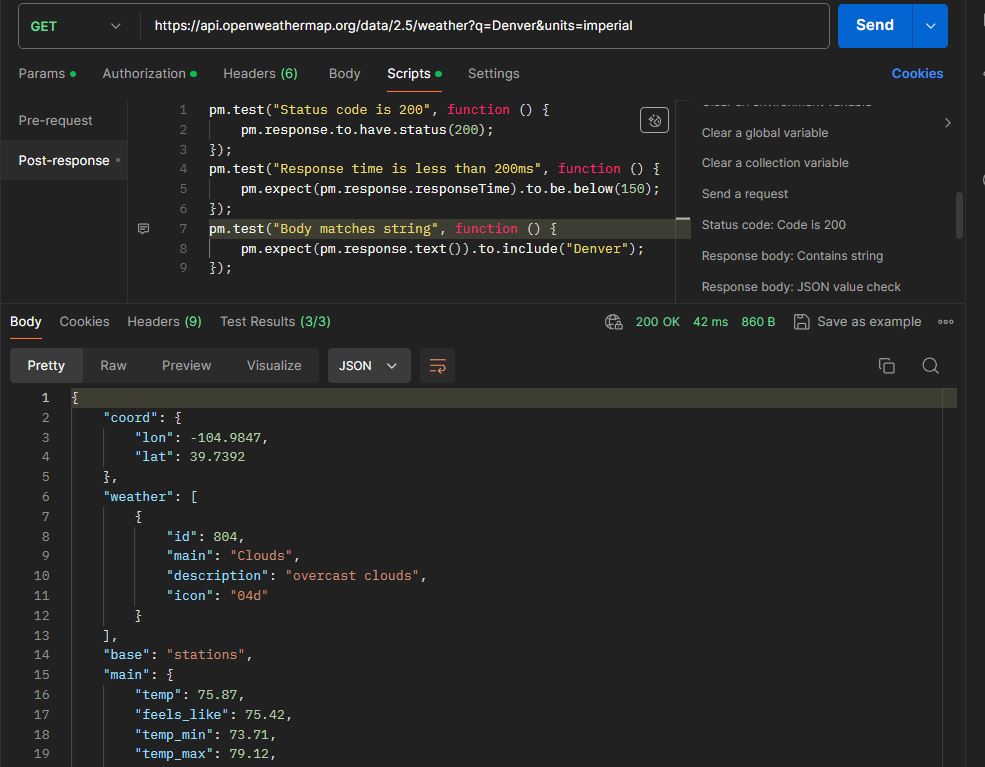 GET https://api.openweathermap.org/data/2.5/weather?q=Denver&units=imperial Send
Params Authorization Headers (6) Body Scripts Settings Cookies
Pre-request
Post-response
1 pm.test("Status code is 200", function () {
2 pm.response.to.have.status(200);
3 });
4 pm.test("Response time is less than 200ms", function () {
5 pm.expect(pm.response.responseTime).to.be.below(150);
6 });
7 pm.test("Body matches string", function () {
8 pm.expect(pm.response.text()).to.include("Denver");
9 });
Clear an environment variable
Clear a global variable
Clear a collection variable
Send a request
Status code: Code is 200
Response body: Contains string
Response body: JSON value check
Body Cookies Headers (9) Test Results (3/3) 200 OK 42 ms 860 B Save as example
Pretty Raw Preview Visualize JSON
1 {
2 "coord": {
3 "lon": -104.9847,
4 "lat": 39.7392
5 },
6 "weather": [
7 {
8 "id": 804,
9 "main": "Clouds",
10 "description": "overcast clouds",
11 "icon": "04d"
12 }
13 ],
14 "base": "stations",
15 "main": {
16 "temp": 75.87,
17 "feels_like": 75.42,
18 "temp_min": 73.71,
19 "temp_max": 79.12,